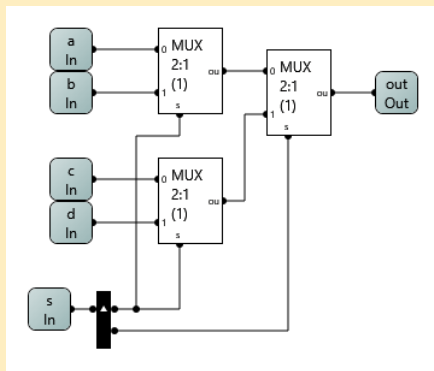 a
In
b
In
0
1
MUX
2:1
(1)
ou
s
0
1
MUX
2:1
(1)
ou
s
out
Out
c
In
d
In
0
1
MUX
2:1
(1)
ou
s
s
In